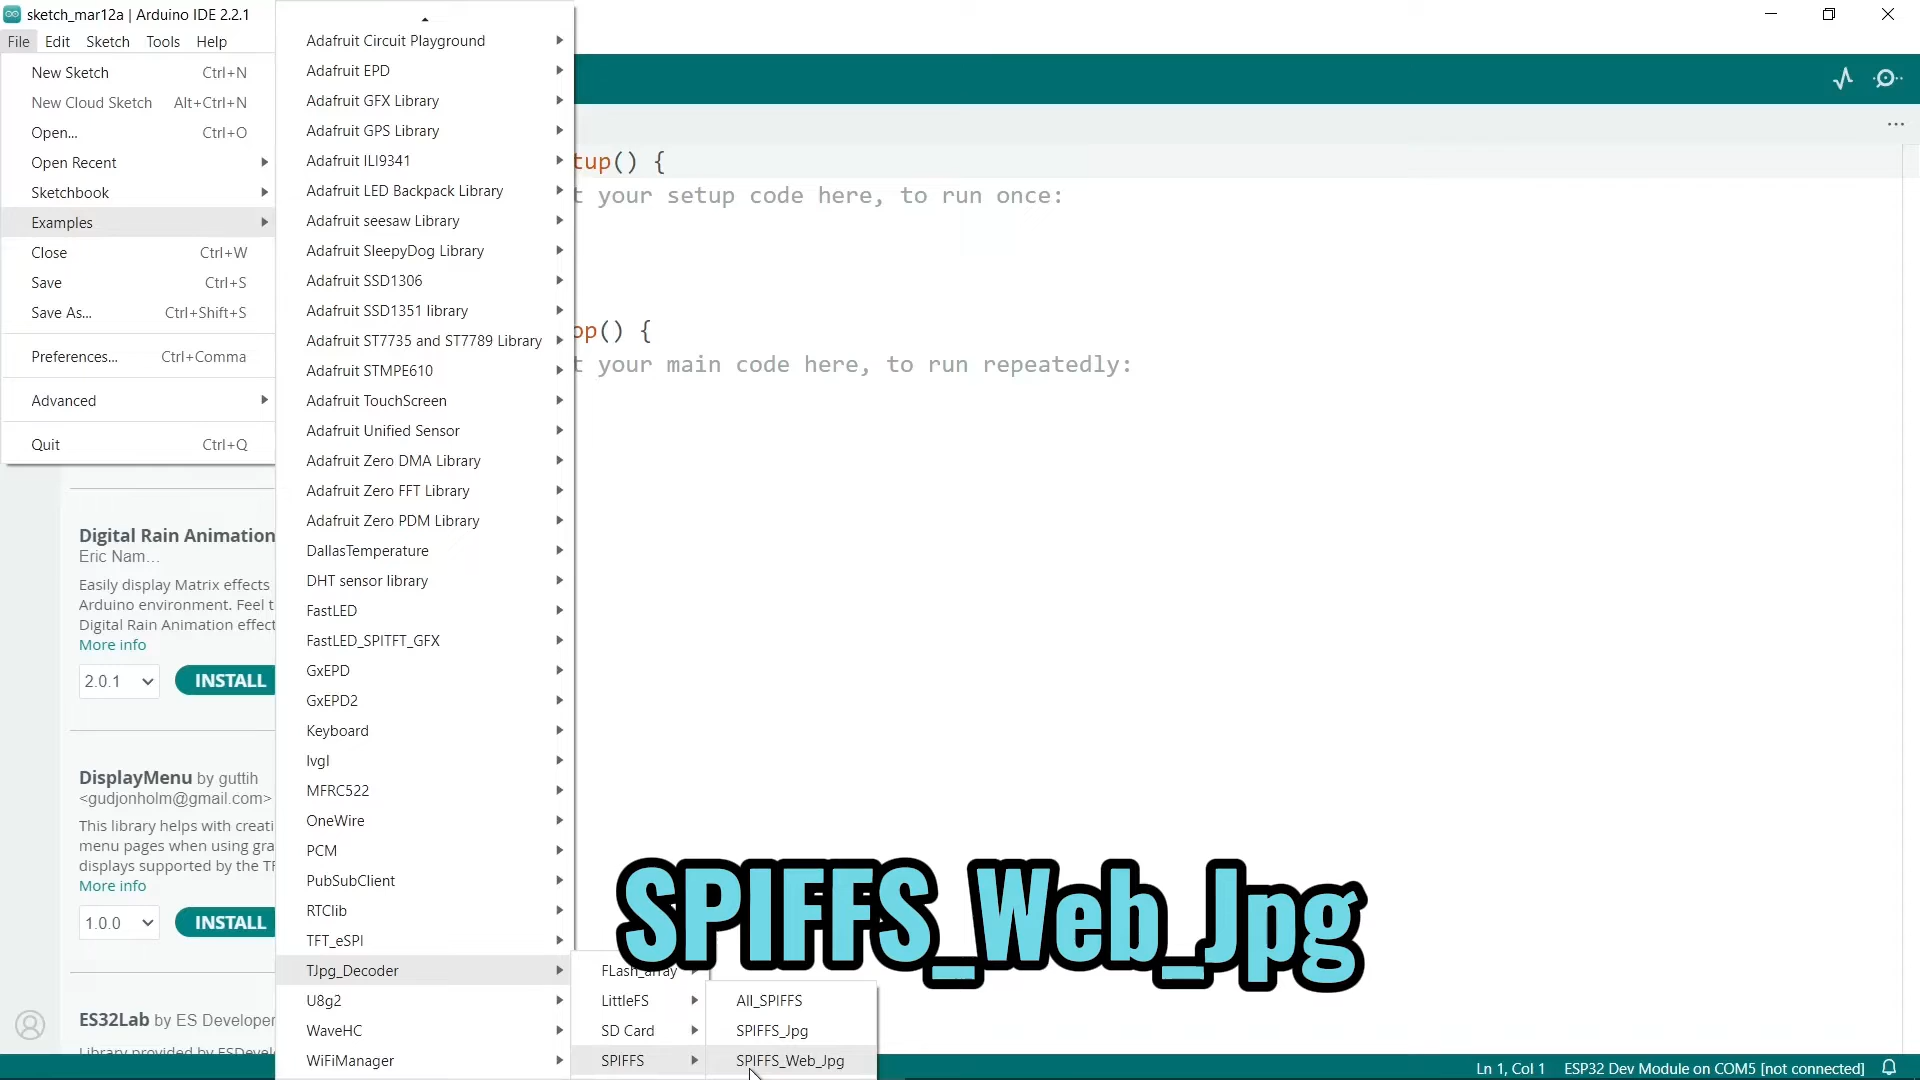 sketch_mar12a | Arduino IDE 2.2.1
File Edit Sketch Tools Help
New Sketch Ctrl+N
New Cloud Sketch Alt+Ctrl+N
Open... Ctrl+O
Open Recent
Sketchbook
Examples
Close Ctrl+W
Save Ctrl+S
Save As... Ctrl+Shift+S
Preferences... Ctrl+Comma
Advanced
Quit Ctrl+Q
Adafruit Circuit Playground
Adafruit EPD
Adafruit GFX Library
Adafruit GPS Library
Adafruit ILI9341
Adafruit LED Backpack Library
Adafruit seesaw Library
Adafruit SleepyDog Library
Adafruit SSD1306
Adafruit SSD1351 library
Adafruit ST7735 and ST7789 Library
Adafruit STMPE610
Adafruit TouchScreen
Adafruit Unified Sensor
Adafruit Zero DMA Library
Adafruit Zero FFT Library
Adafruit Zero PDM Library
DallasTemperature
DHT sensor library
FastLED
FastLED_SPITFT_GFX
GxEPD
GxEPD2
Keyboard
lvgl
MFRC522
OneWire
PCM
PubSubClient
RTClib
TFT_eSPI
TJpg_Decoder
U8g2
WaveHC
WiFiManager
FLash_array
LittleFS
SD Card
SPIFFS
All_SPIFFS
SPIFFS_Jpg
SPIFFS_Web_Jpg
tup() {
t your setup code here, to run once:
op() {
t your main code here, to run repeatedly:
Digital Rain Animation
Eric Nam...
Easily display Matrix effects
Arduino environment. Feel t
Digital Rain Animation effect
More info
2.0.1 INSTALL
DisplayMenu by guttih
<gudjonholm@gmail.com>
This library helps with creati
menu pages when using gra
displays supported by the TF
More info
1.0.0 INSTALL
ES32Lab by ES Developer
SPIFFS_Web_Jpg
Ln 1, Col 1 ESP32 Dev Module on COM5 [not connected]